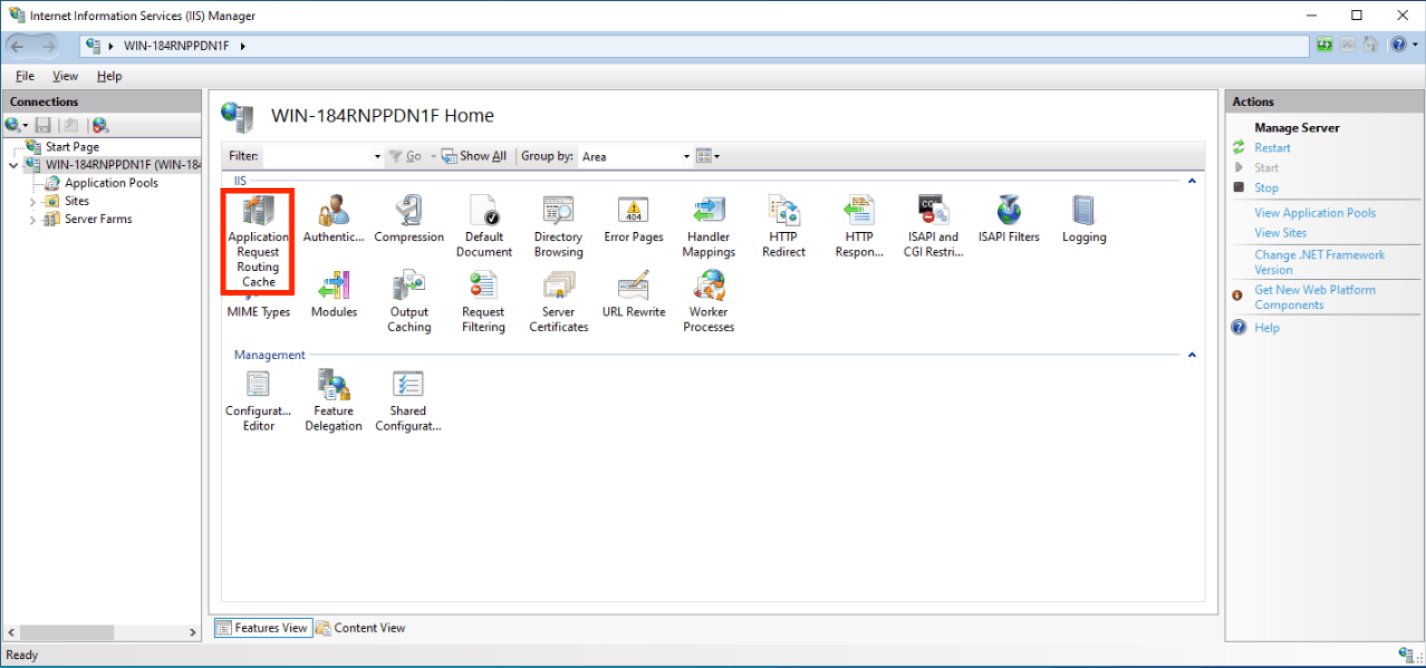 Internet Information Services (IIS) Manager
WIN-184RNPPDN1F
File View Help
Connections
Start Page
WIN-184RNPPDN1F (WIN-184
Application Pools
Sites
Server Farms
WIN-184RNPPDN1F Home
Filter: Go Show All Group by: Area
IIS
Application Request Routing Cache
Authentic...
Compression
Default Document
Directory Browsing
Error Pages
404
Handler Mappings
HTTP Redirect
HTTP Respon...
ISAPI and CGI Restri...
ISAPI Filters
Logging
MIME Types
Modules
Output Caching
Request Filtering
Server Certificates
URL Rewrite
Worker Processes
Management
Configurat... Editor
Feature Delegation
Shared Configurat...
Features View
Content View
Actions
Manage Server
Restart
Start
Stop
View Application Pools
View Sites
Change .NET Framework
Version
Get New Web Platform
Components
Help
Ready